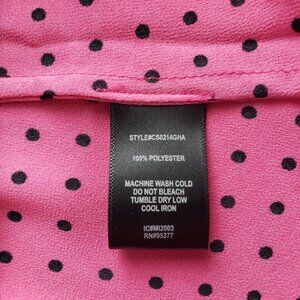 STYLE#CS0214GHA
100% POLYESTER
MACHINE WASH COLD
DO NOT BLEACH
TUMBLE DRY LOW
COOL IRON
IC#MI2003
RN#95377